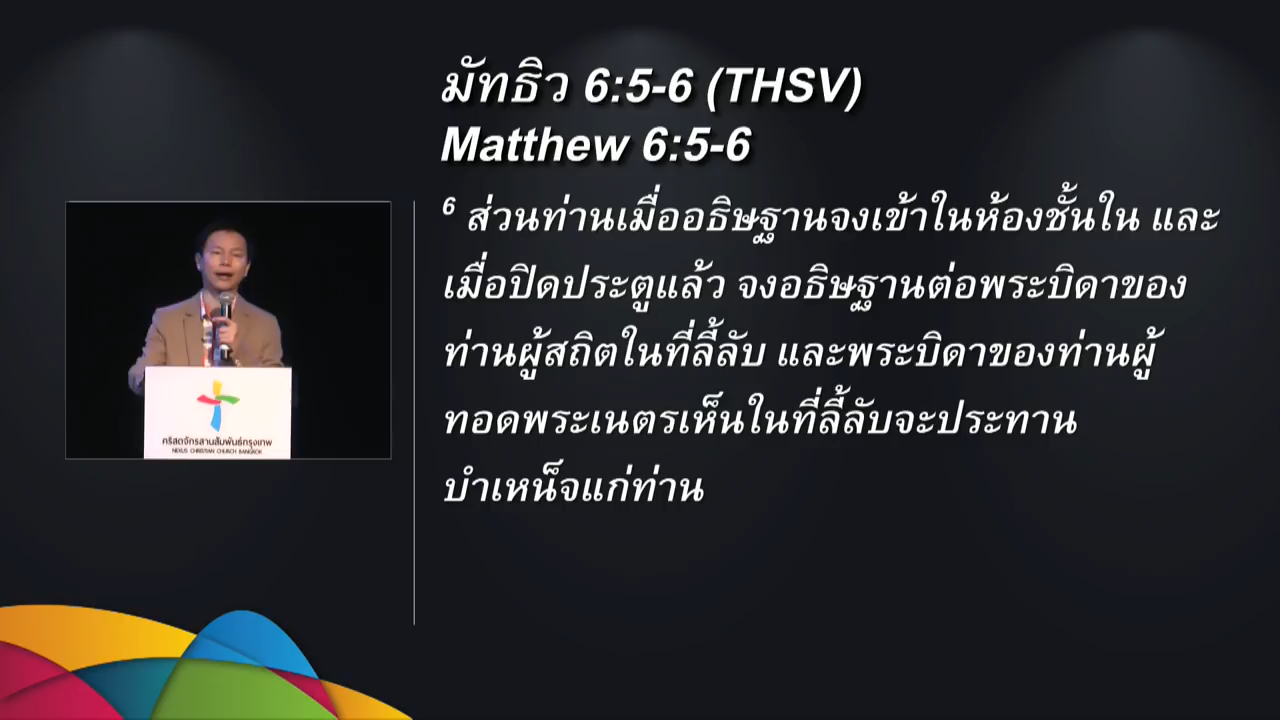 มัทธิว 6:5-6 (THSV)
Matthew 6:5-6
6 ส่วนท่านเมื่ออธิษฐานจงเข้าในห้องชั้นใน และ
เมื่อปิดประตูแล้ว จงอธิษฐานต่อพระบิดาของ
ท่านผู้สถิตในที่ลี้ลับ และพระบิดาของท่านผู้
ทอดพระเนตรเห็นในที่ลี้ลับจะประทาน
บำเหน็จแก่ท่าน
คริสตจักรสานสัมพันธ์กรุงเทพ
NEXUS CHRISTIAN CHURCH BANGKOK